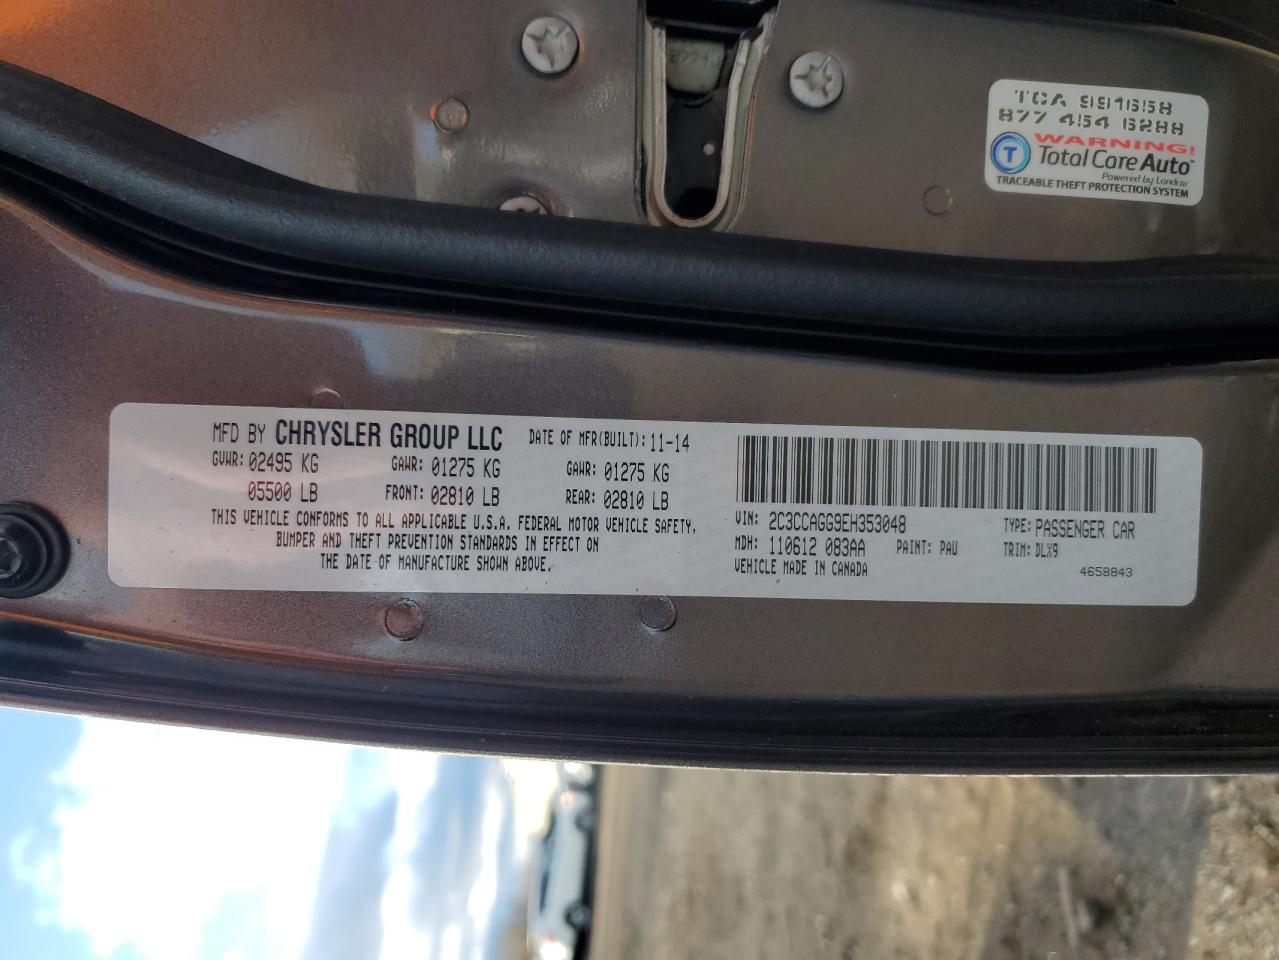 27743
TCA 991658
877 454 6288
WARNING!
T Total Care Auto™
Powered by Landcar
TRACEABLE THEFT PROTECTION SYSTEM
MFD BY CHRYSLER GROUP LLC DATE OF MFR(BUILT): 11-14
GVWR: 02495 KG GAWR: 01275 KG GAWR: 01275 KG
05500 LB FRONT: 02810 LB REAR: 02810 LB
THIS VEHICLE CONFORMS TO ALL APPLICABLE U.S.A. FEDERAL MOTOR VEHICLE SAFETY,
BUMPER AND THEFT PREVENTION STANDARDS IN EFFECT ON
THE DATE OF MANUFACTURE SHOWN ABOVE.
VIN: 2C3CCAGG9EH353048 TYPE: PASSENGER CAR
MDH: 110612 083AA PAINT: PAU TRIM: DLX9
VEHICLE MADE IN CANADA 4658843